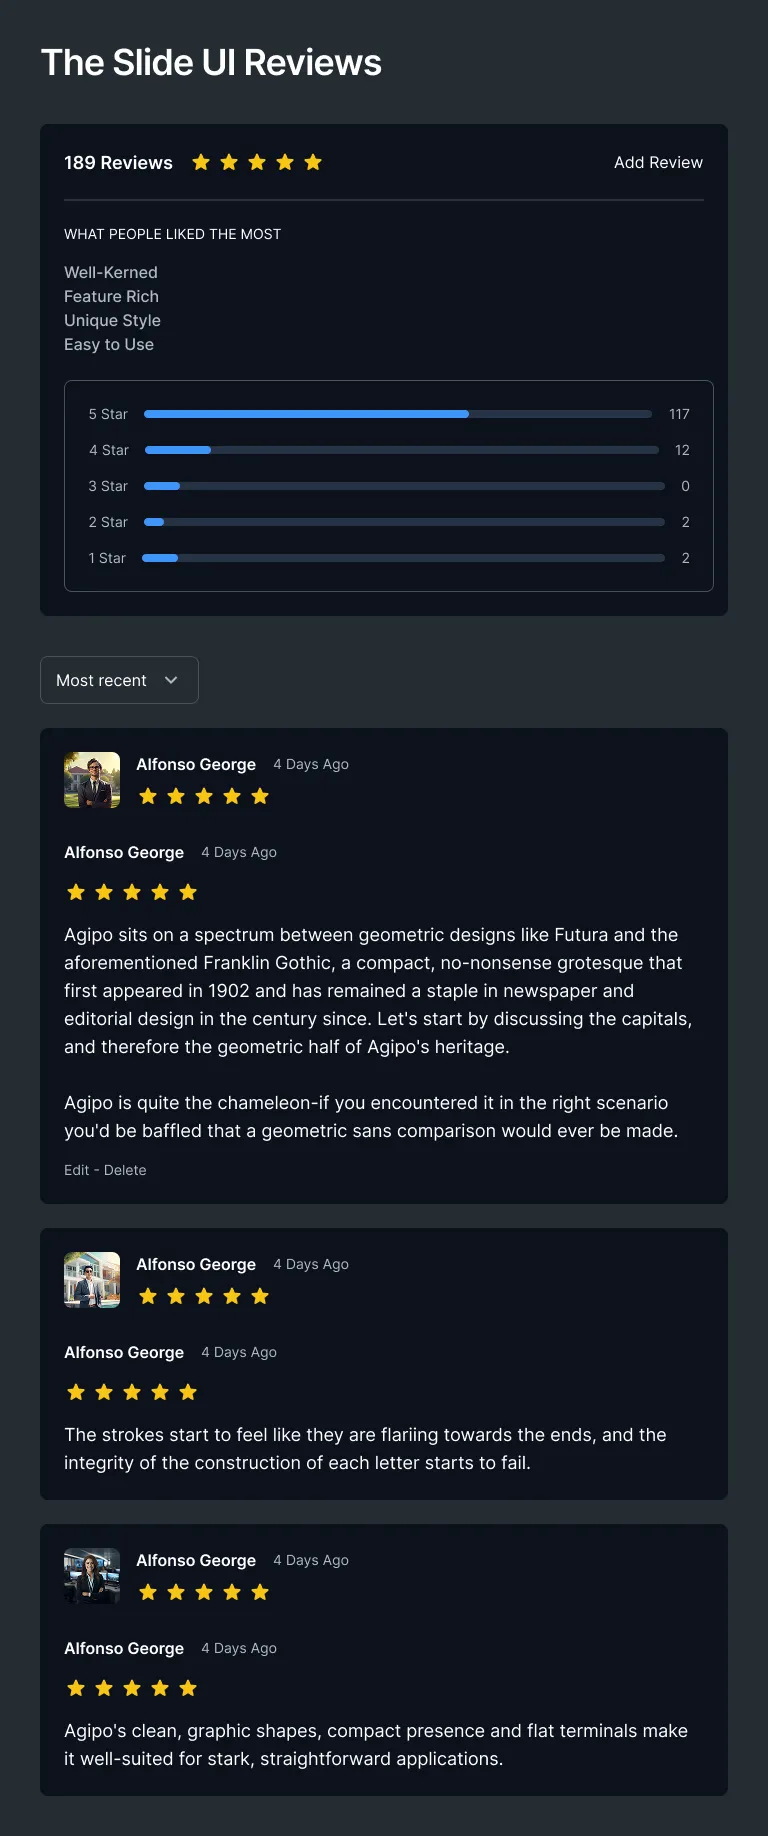 The Slide UI Reviews
189 Reviews
Add Review
WHAT PEOPLE LIKED THE MOST
Well-Kerned
Feature Rich
Unique Style
Easy to Use
5 Star 117
4 Star 12
3 Star 0
2 Star 2
1 Star 2
Most recent
Alfonso George 4 Days Ago
Alfonso George 4 Days Ago
Agipo sits on a spectrum between geometric designs like Futura and the
aforementioned Franklin Gothic, a compact, no-nonsense grotesque that
first appeared in 1902 and has remained a staple in newspaper and
editorial design in the century since. Let's start by discussing the capitals,
and therefore the geometric half of Agipo's heritage.
Agipo is quite the chameleon-if you encountered it in the right scenario
you'd be baffled that a geometric sans comparison would ever be made.
Edit - Delete
Alfonso George 4 Days Ago
Alfonso George 4 Days Ago
The strokes start to feel like they are flariing towards the ends, and the
integrity of the construction of each letter starts to fail.
Alfonso George 4 Days Ago
Alfonso George 4 Days Ago
Agipo's clean, graphic shapes, compact presence and flat terminals make
it well-suited for stark, straightforward applications.